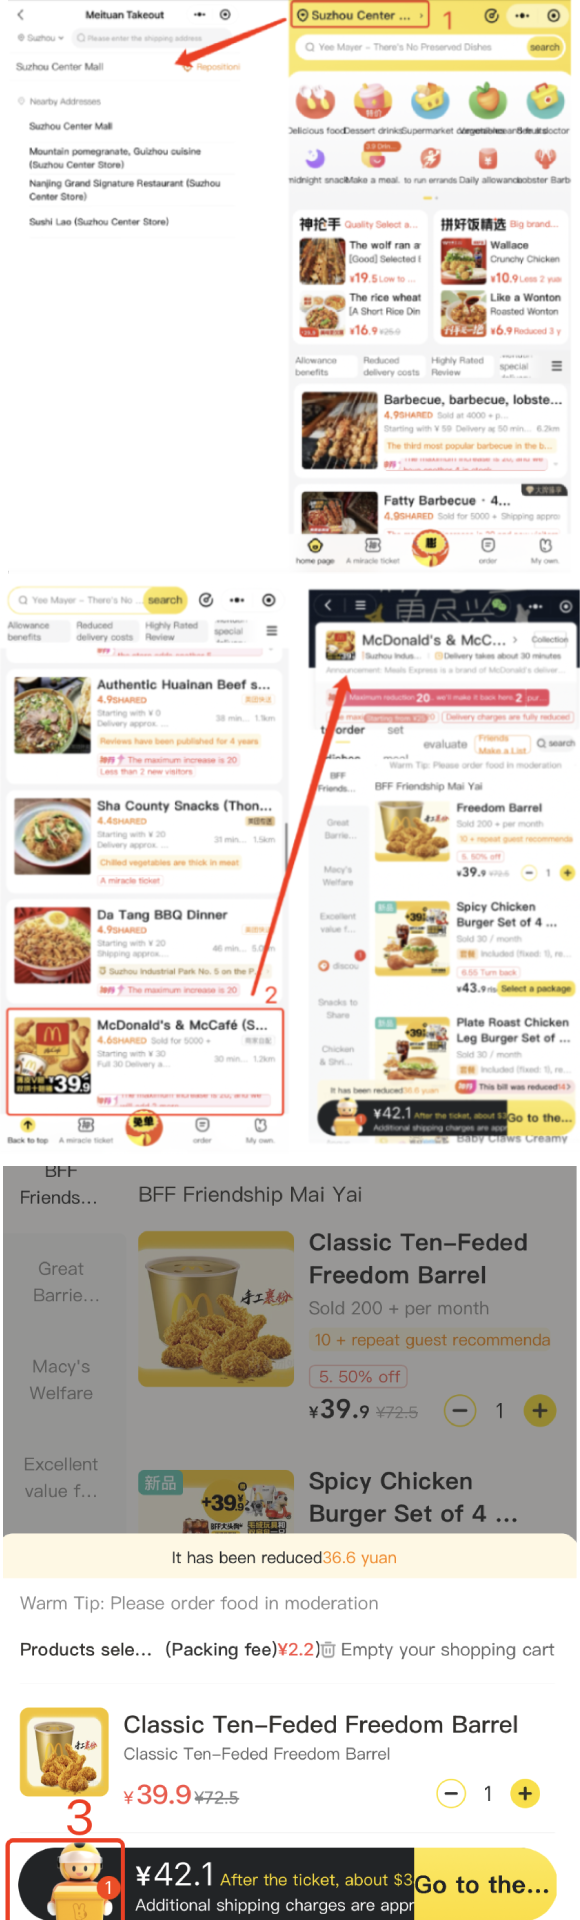 Meituan Takeout
Suzhou
Please enter the shipping address
Suzhou Center Mall
Repositioni
Nearby Addresses
Suzhou Center Mall
Mountain pomegranate, Guizhou cuisine
(Suzhou Center Store)
Nanjing Grand Signature Restaurant (Suzhou
Center Store)
Sushi Lao (Suzhou Center Store)
Suzhou Center ...
1
Yee Mayer – There's No Preserved Dishes
search
Delicious food
Dessert drinks
Supermarket
midnight snack
Make a meal.
to run errands
Daily allowance
lobster Barb
神抢手 Quality Select a...
The wolf ran a
[Good] Selected
¥19.5 Low to ...
The rice wheat
[A Short Rice Din
¥16.9 ¥25.0
拼好饭精选 Big brand...
Wallace
Crunchy Chicken
¥10.9 Less 2 yua
Like a Wonton
Roasted Wonton
¥6.9 Reduced 3 y
Allowance
benefits
Reduced
delivery costs
Highly Rated
Review
special
Barbecue, barbecue, lobste...
4.9SHARED Sold at 4000 + p...
Starting with ¥ 59 Delivery ap 50 min... 6.2km
The third most popular barbecue in the b...
Fatty Barbecue · 4...
4.9SHARED Sold for 5000 + Shipping approx
home page
A miracle ticket
order
My own.
Yee Mayer – There's No ...
search
Allowance
benefits
Reduced
delivery costs
Highly Rated
Review
special
Authentic Huainan Beef s...
4.9SHARED
Starting with ¥ 0
Delivery approx. ...
38 min... 1.1km
Reviews have been published for 4 years
The maximum increase is 20
Less than 2 new visitors
Sha County Snacks (Thon...
4.4SHARED
Starting with ¥ 20
Delivery approx. ...
31 min... 1.5km
Chilled vegetables are thick in meat
A miracle ticket
Da Tang BBQ Dinner
4.9SHARED
Starting with ¥ 20
Shipping approx...
46 min... 5.0km
Suzhou Industrial Park No. 5 on the P...
The maximum increase is 20
2
McDonald's & McCafé (S...
4.6SHARED Sold for 5000 +
Starting with ¥ 30
Full 30 Delivery a...
30 min... 1.2km
39.9
Back to top
A miracle ticket
免单
order
My own.
McDonald's & McC...
Collection
Suzhou Indus...
Delivery takes about 30 minutes
Announcement: Meals Express is a brand of McDonald's deliver...
Maximum reduction 20, we'll make it back here 2 pur...
Delivery charges are fully reduced
to order
set
meal
evaluate
Friends
Make a List
search
dishes
Warm Tip: Please order food in moderation
BFF
Friends...
BFF Friendship Mai Yai
Great
Barrie...
Macy's
Welfare
Excellent
value f...
discou
Snacks to
Share
Chicken
& Shri...
Freedom Barrel
Sold 200 + per month
10 + repeat guest recommenda
5. 50% off
¥39.9 ¥72.5
1
新品
Spicy Chicken
Burger Set of 4 ...
Sold 30 / month
Included (fixed: 1), re...
6.55 Turn back
¥43.9
Select a package
新品
Plate Roast Chicken
Leg Burger Set of ...
Sold 30 / month
Included (fixed: 1), re...
It has been reduced 36.6 yuan
This bill was reduced
¥42.1 After the ticket, about $3
Additional shipping charges are appr
Go to the...
Baby Claws Creamy
BFF
Friends...
Great
Barrie...
Macy's
Welfare
Excellent
value f...
BFF Friendship Mai Yai
手工裹粉
Classic Ten–Feded
Freedom Barrel
Sold 200 + per month
10 + repeat guest recommenda
5. 50% off
¥39.9 ¥72.5
1
新品
+39.9
Spicy Chicken
Burger Set of 4 ...
It has been reduced36.6 yuan
Warm Tip: Please order food in moderation
Products sele... (Packing fee)¥2.2) Empty your shopping cart
Classic Ten–Feded Freedom Barrel
Classic Ten–Feded Freedom Barrel
¥39.9 ¥72.5
1
3
1
¥42.1 After the ticket, about $3
Additional shipping charges are appr
Go to the...